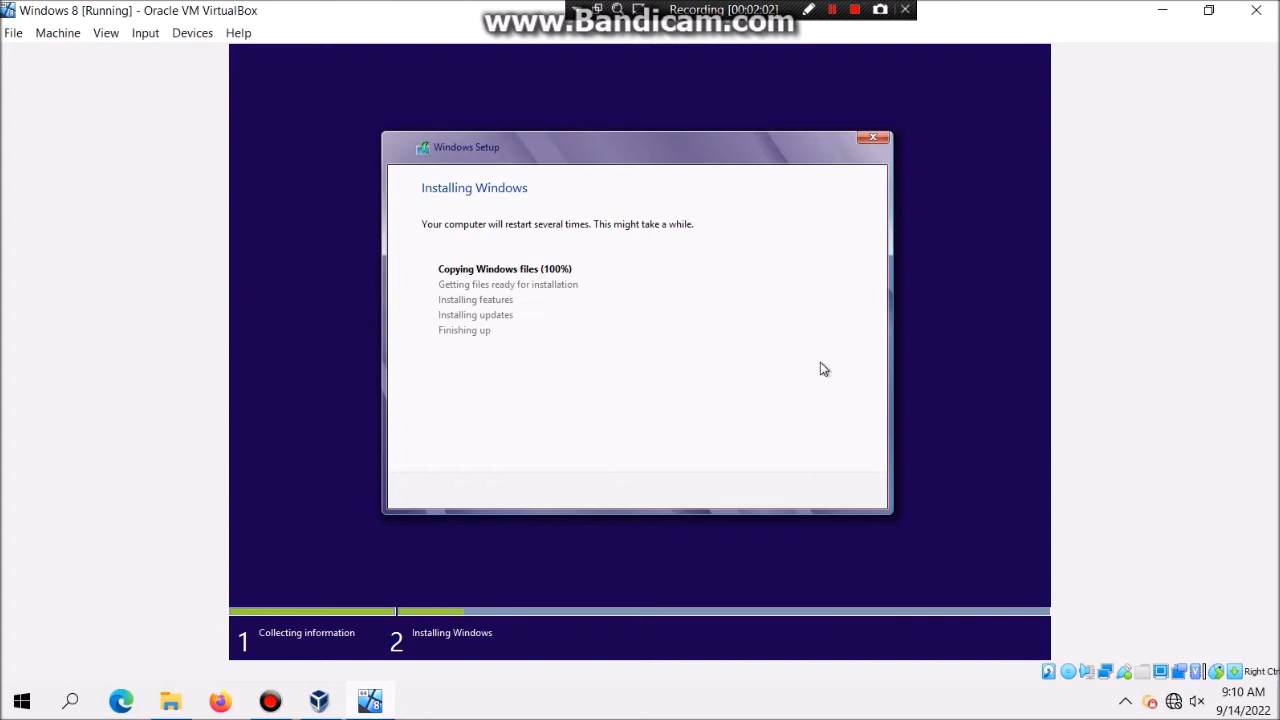 Windows 8 [Running] - Oracle VM VirtualBox
www.Bandicam.com
Recording [00:02:02]
File Machine View Input Devices Help
Windows Setup
Installing Windows
Your computer will restart several times. This might take a while.
Copying Windows files (100%)
Getting files ready for installation
Installing features
Installing updates
Finishing up
1 Collecting information 2 Installing Windows
Right Ctrl
9:10 AM
9/14/2022